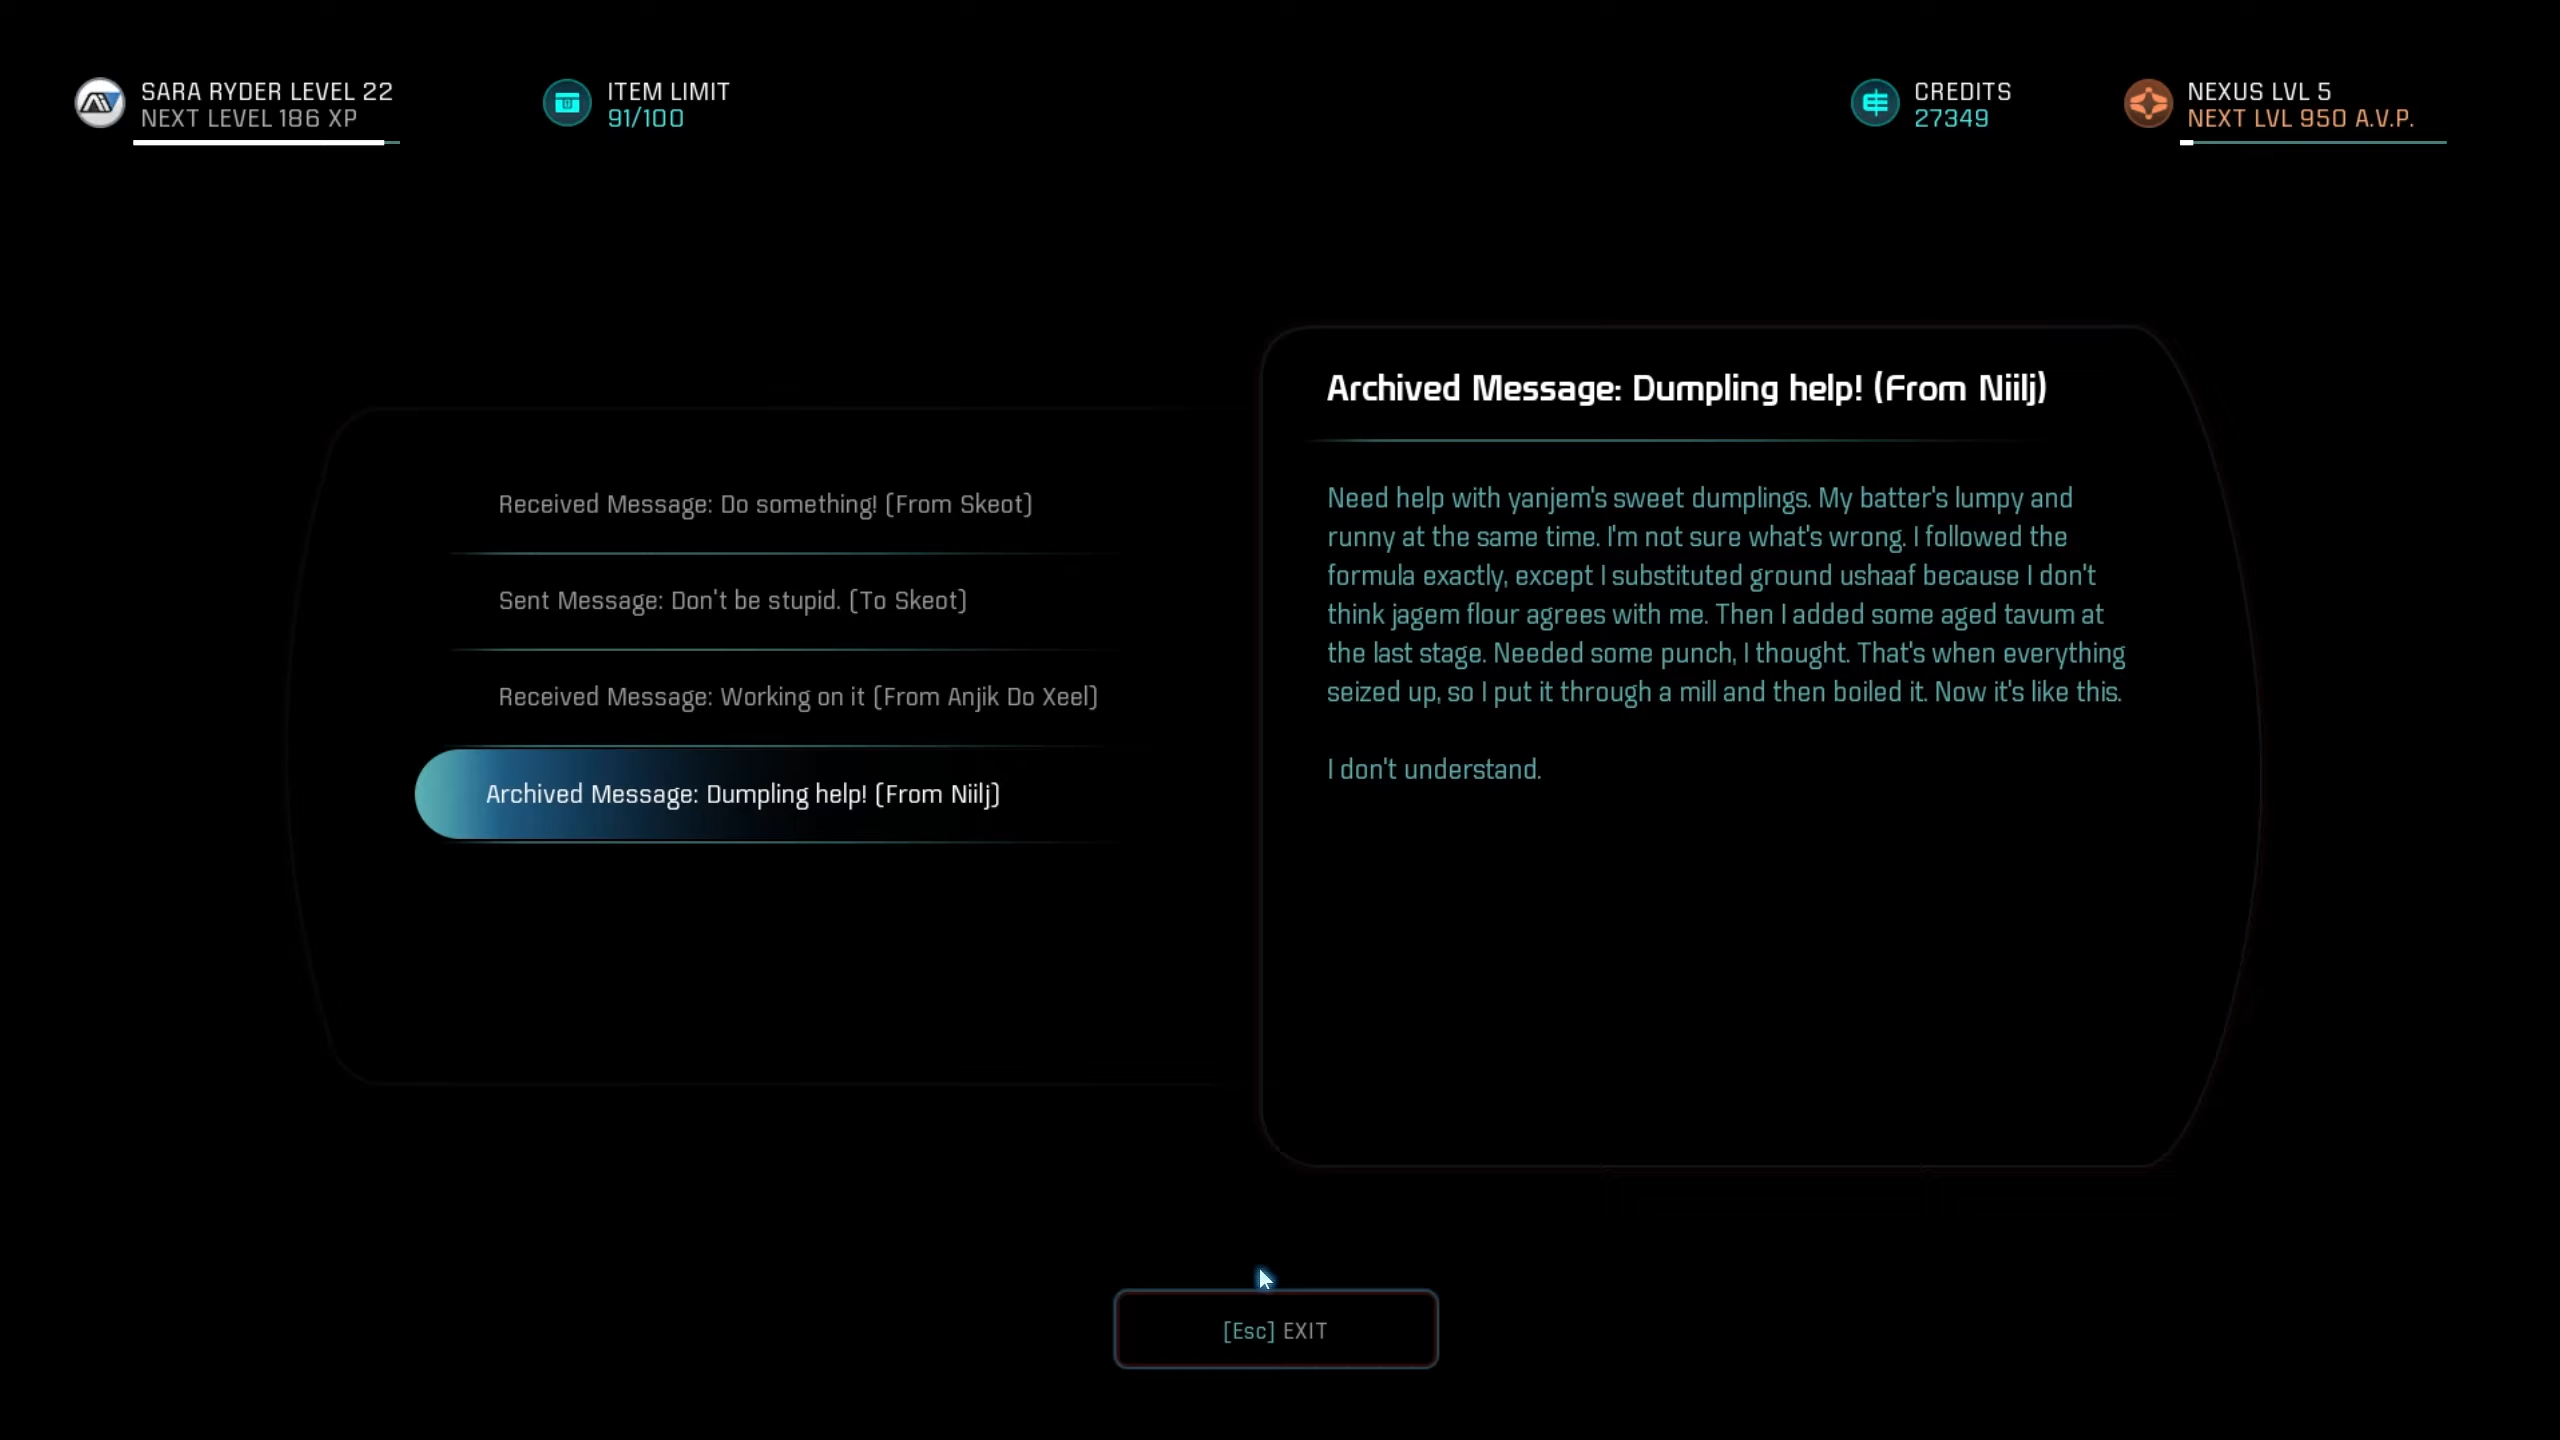 SARA RYDER LEVEL 22
NEXT LEVEL 186 XP
ITEM LIMIT
91/100
CREDITS
27349
NEXUS LVL 5
NEXT LVL 950 A.V.P.
Received Message: Do something! (From Skeot)
Sent Message: Don't be stupid. (To Skeot)
Received Message: Working on it (From Anjik Do Xeel)
Archived Message: Dumpling help! (From Niilj)
Archived Message: Dumpling help! (From Niilj)
Need help with yanjem's sweet dumplings. My batter's lumpy and
runny at the same time. I'm not sure what's wrong. I followed the
formula exactly, except I substituted ground ushaaf because I don't
think jagem flour agrees with me. Then I added some aged tavum at
the last stage. Needed some punch, I thought. That's when everything
seized up, so I put it through a mill and then boiled it. Now it's like this.
I don't understand.
[Esc] EXIT